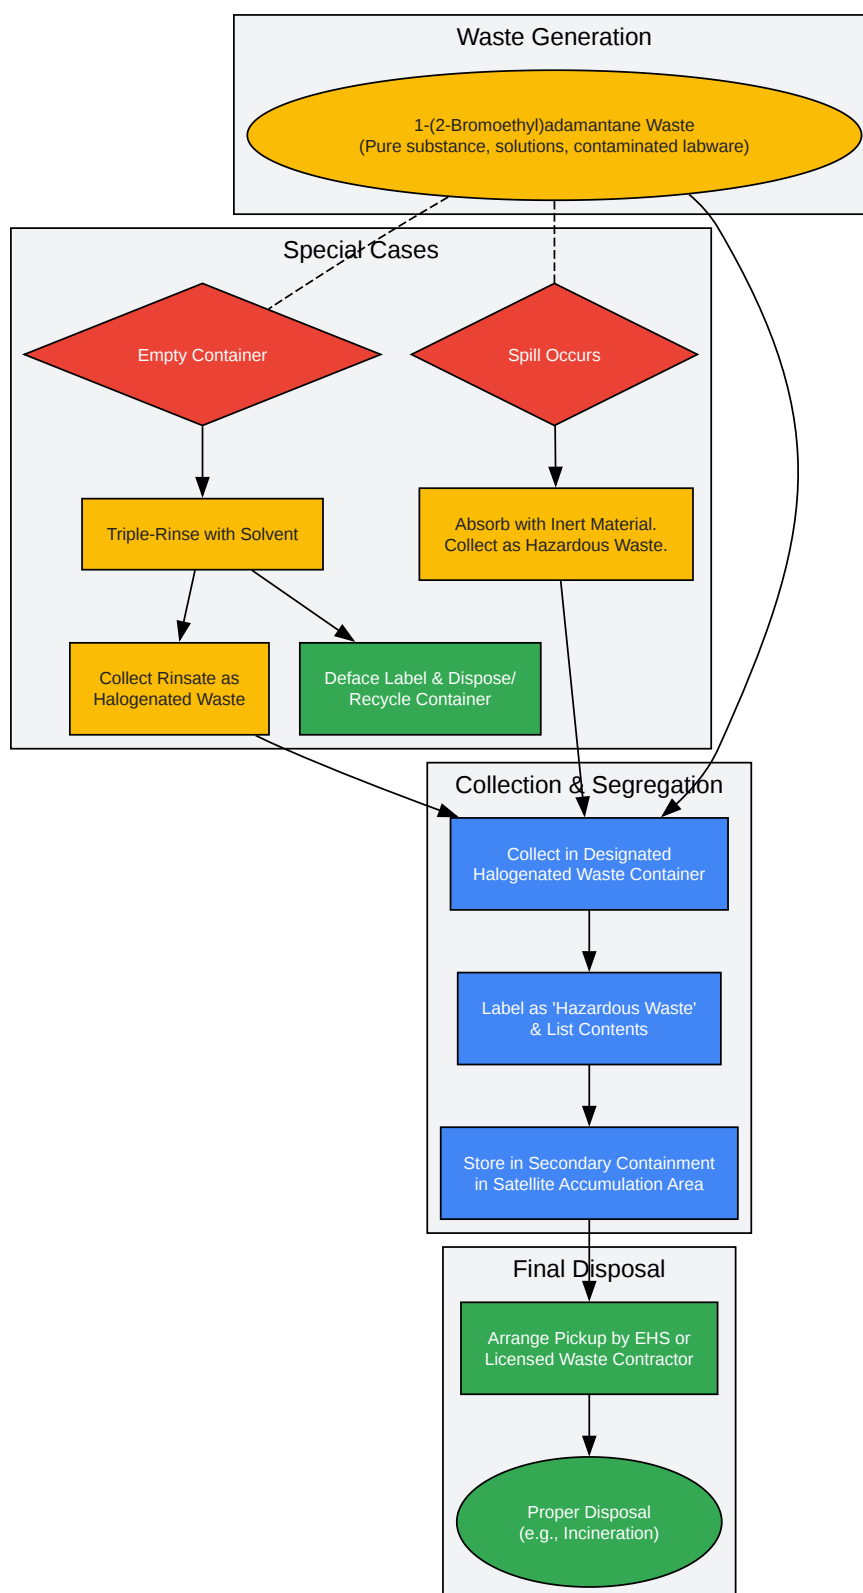 Waste Generation
1-(2-Bromoethyl)adamantane Waste
(Pure substance, solutions, contaminated labware)
Special Cases
Empty Container
Spill Occurs
Triple-Rinse with Solvent
Absorb with Inert Material.
Collect as Hazardous Waste.
Collect Rinsate as
Halogenated Waste
Deface Label & Dispose/
Recycle Container
Collection & Segregation
Collect in Designated
Halogenated Waste Container
Label as 'Hazardous Waste'
& List Contents
Store in Secondary Containment
in Satellite Accumulation Area
Final Disposal
Arrange Pickup by EHS or
Licensed Waste Contractor
Proper Disposal
(e.g., Incineration)